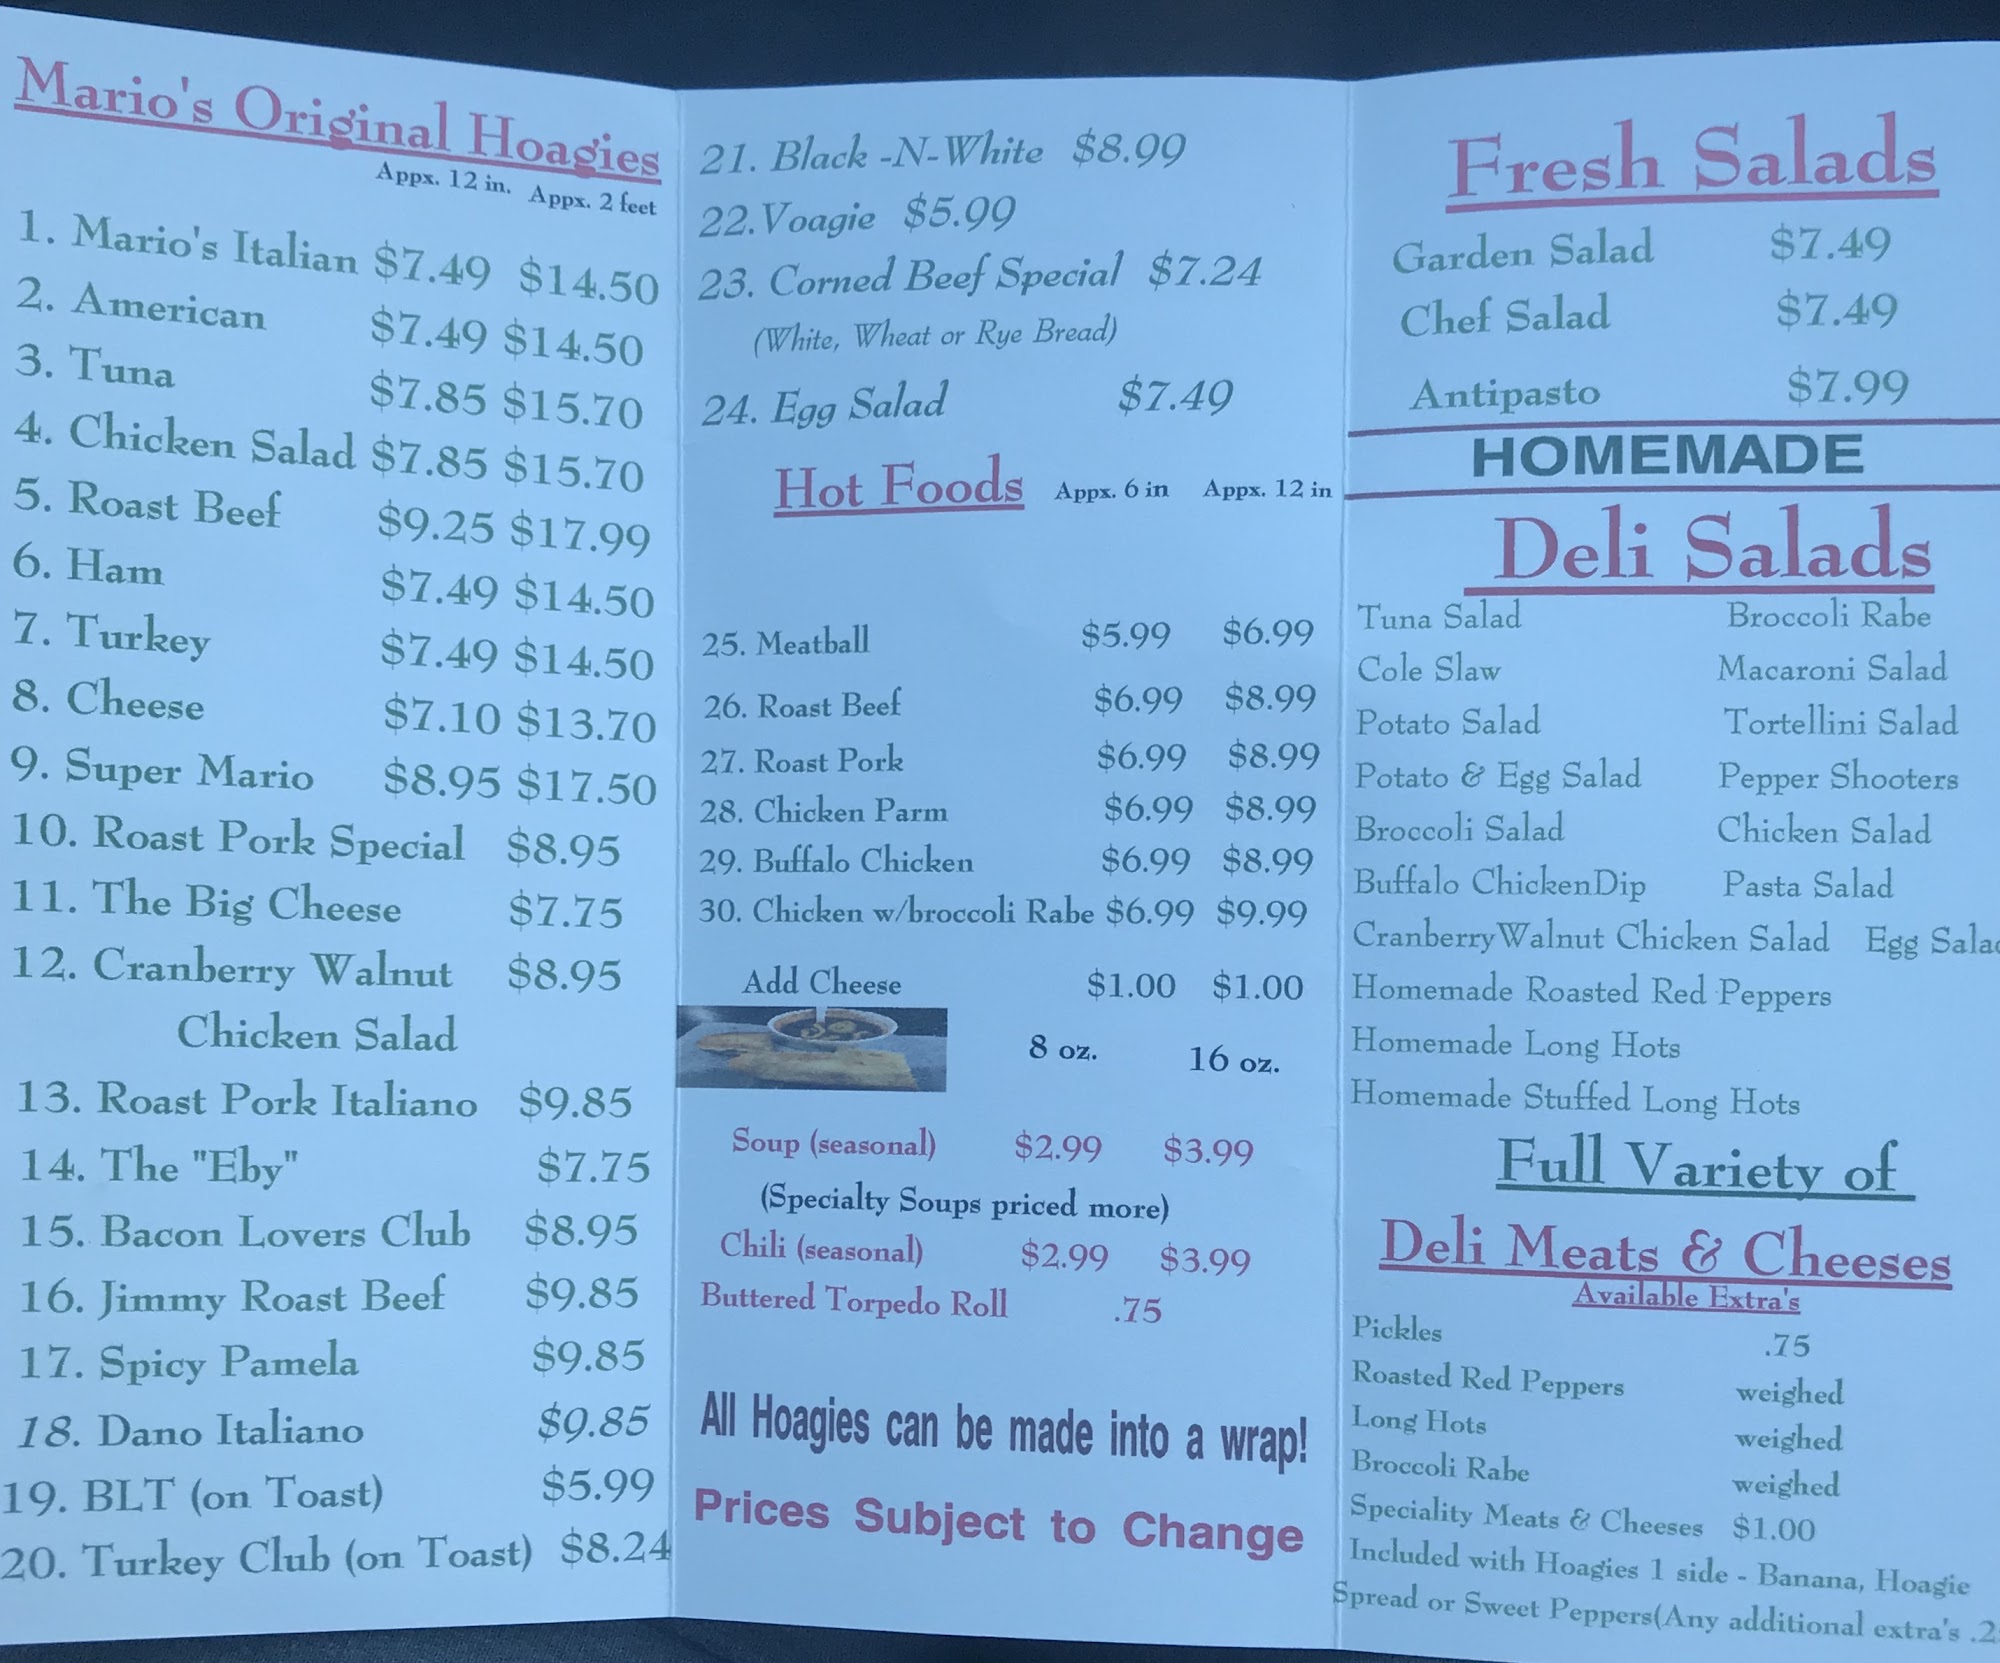 Mario's Original Hoagies
Appx. 12 in. Appx. 2 feet
1. Mario's Italian $7.49 $14.50
2. American $7.49 $14.50
3. Tuna $7.85 $15.70
4. Chicken Salad $7.85 $15.70
5. Roast Beef $9.25 $17.99
6. Ham $7.49 $14.50
7. Turkey $7.49 $14.50
8. Cheese $7.10 $13.70
9. Super Mario $8.95 $17.50
10. Roast Pork Special $8.95
11. The Big Cheese $7.75
12. Cranberry Walnut $8.95
Chicken Salad
13. Roast Pork Italiano $9.85
14. The "Eby" $7.75
15. Bacon Lovers Club $8.95
16. Jimmy Roast Beef $9.85
17. Spicy Pamela $9.85
18. Dano Italiano $9.85
19. BLT (on Toast) $5.99
20. Turkey Club (on Toast) $8.24
21. Black -N-White $8.99
22.Voagie $5.99
23. Corned Beef Special $7.24
(White, Wheat or Rye Bread)
24. Egg Salad $7.49
Hot Foods Appx. 6 in Appx. 12 in
25. Meatball $5.99 $6.99
26. Roast Beef $6.99 $8.99
27. Roast Pork $6.99 $8.99
28. Chicken Parm $6.99 $8.99
29. Buffalo Chicken $6.99 $8.99
30. Chicken w/broccoli Rabe $6.99 $9.99
Add Cheese $1.00 $1.00
8 oz. 16 oz.
Soup (seasonal) $2.99 $3.99
(Specialty Soups priced more)
Chili (seasonal) $2.99 $3.99
Buttered Torpedo Roll .75
All Hoagies can be made into a wrap!
Prices Subject to Change
Fresh Salads
Garden Salad $7.49
Chef Salad $7.49
Antipasto $7.99
HOMEMADE
Deli Salads
Tuna Salad Broccoli Rabe
Cole Slaw Macaroni Salad
Potato Salad Tortellini Salad
Potato & Egg Salad Pepper Shooters
Broccoli Salad Chicken Salad
Buffalo ChickenDip Pasta Salad
CranberryWalnut Chicken Salad Egg Salad
Homemade Roasted Red Peppers
Homemade Long Hots
Homemade Stuffed Long Hots
Full Variety of
Deli Meats & Cheeses
Available Extra's
Pickles .75
Roasted Red Peppers weighed
Long Hots weighed
Broccoli Rabe weighed
Speciality Meats & Cheeses $1.00
Included with Hoagies 1 side - Banana, Hoagie
Spread or Sweet Peppers(Any additional extra's